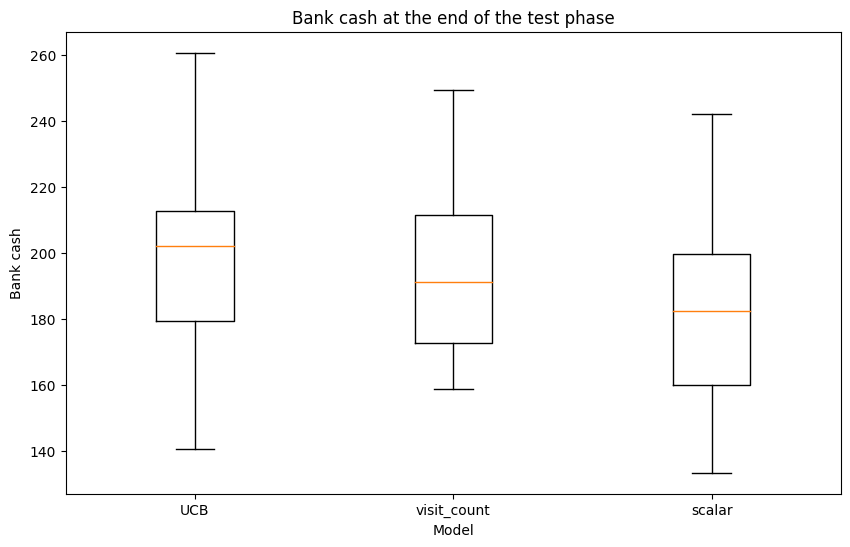 Bank cash at the end of the test phase
260
240
220
200
180
160
140
Bank cash
UCB
visit_count
scalar
Model